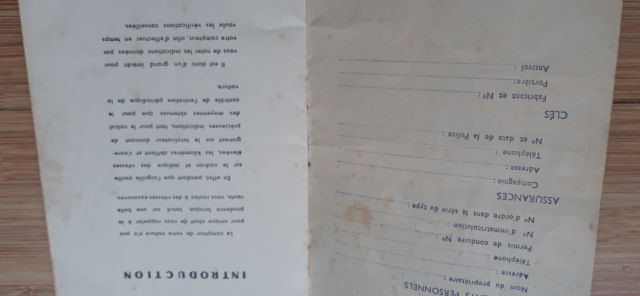 PERSONNELS
Nom du propriétaire
Adresse :
Téléphone :
Permis de conduire N° :
N° d'immatriculation :
N° d'ordre dans la série du type :
ASSURANCES
Compagnie :
Adresse :
Téléphone :
N° et date de la Police :
CLÉS
Fabricant et N° :
Portière :
Antivol :
INTRODUCTION
Le compteur de votre voiture n'a pas
pour unique objet de vous rappeler à la
prudence lorsque, lancé sur une belle
route, vous roulez à des vitesses excessives.
En effet, pendant que l'aiguille oscille
sur le cadran et indique des vitesses
élevées, les kilomètres défilent et s'enre-
gistrent sur le totalisateur donnant de
précieuses indications, tant pour le calcul
des moyennes obtenues que pour le
contrôle de l'entretien périodique de la
voiture.
Il est donc d'un grand intérêt pour
vous de noter les indications données par
votre compteur, afin d'effectuer en temps
voulu les vérifications conseillées.